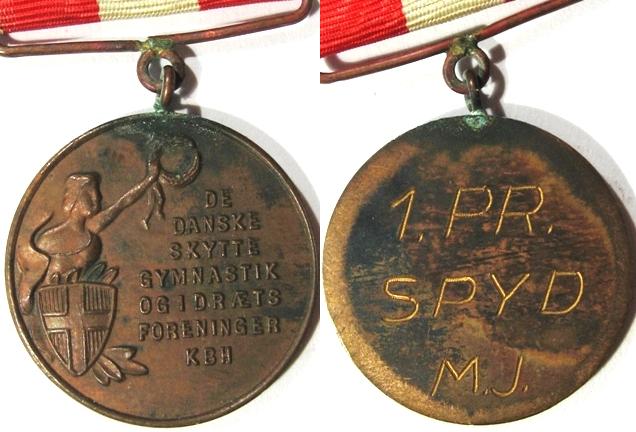 DE
DANSKE
SKYTTE
GYMNASTIK
OG IDRÆTS
FORENINGER
KBH
1. PR.
SPYD
M.J.